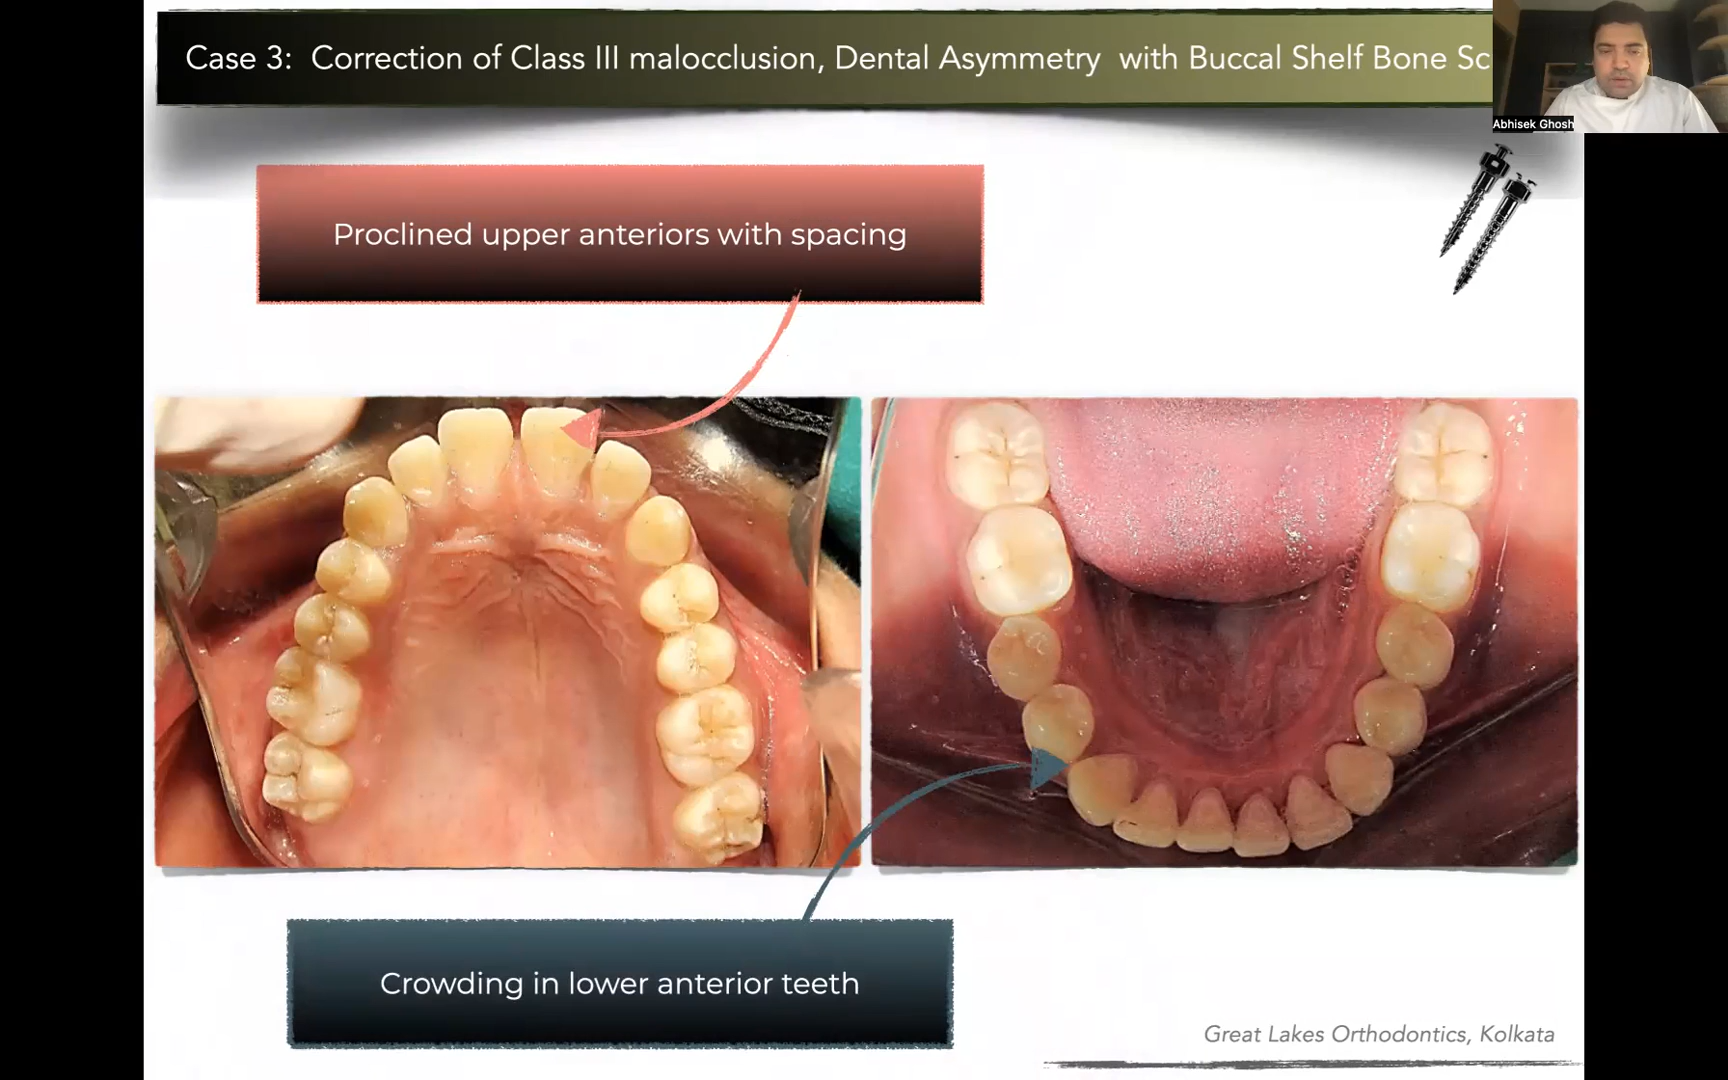 Case 3: Correction of Class III malocclusion, Dental Asymmetry with Buccal Shelf Bone Sc
Abhisek Ghosh
Proclined upper anteriors with spacing
Crowding in lower anterior teeth
Great Lakes Orthodontics, Kolkata